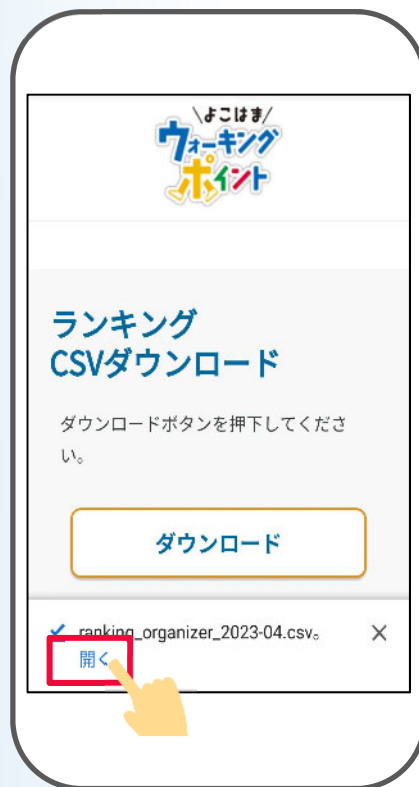 \よこはま/
ウォーキング
ポイント
ランキング
CSVダウンロード
ダウンロードボタンを押下してくださ
い。
ダウンロード
ranking_organizer_2023-04.csv。
開く